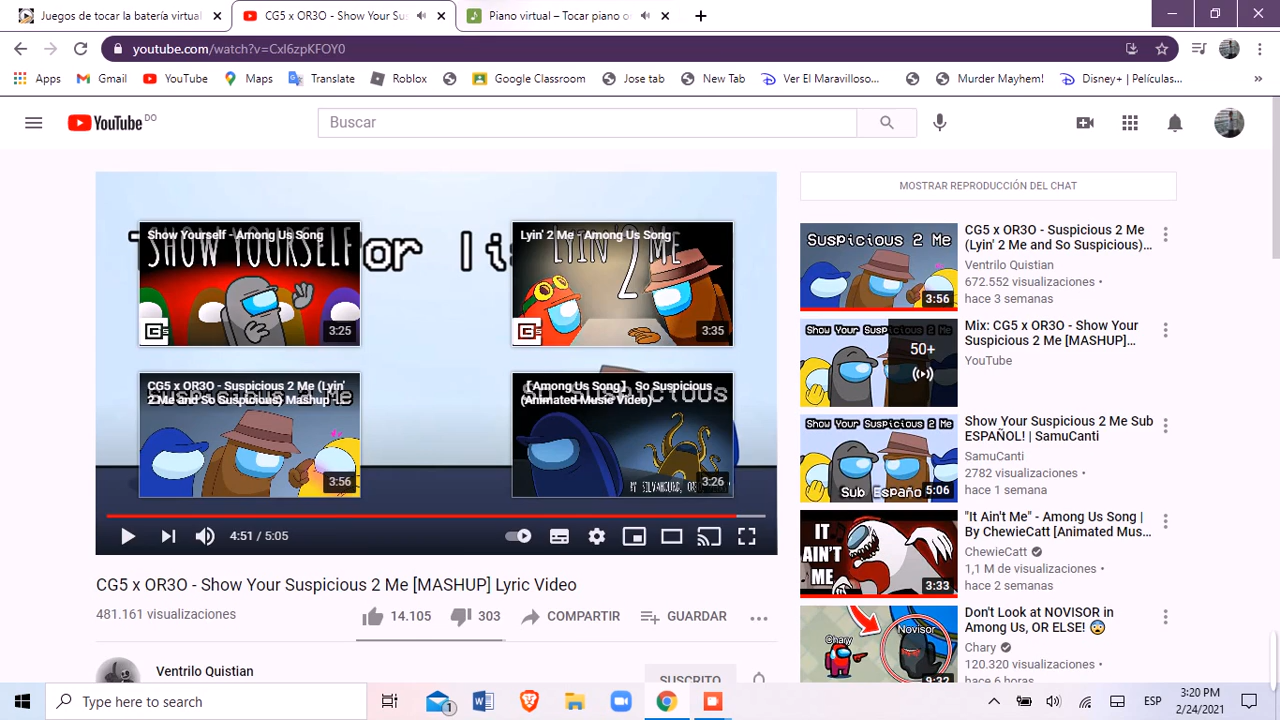 Juegos de tocar la batería virtual
CG5 x OR3O - Show Your Sus
Piano virtual – Tocar piano o
youtube.com/watch?v=Cxl6zpKFOY0
Apps
Gmail
YouTube
Maps
Translate
Roblox
Google Classroom
Jose tab
New Tab
Ver El Maravilloso...
Murder Mayhem!
Disney+ | Películas,...
»
YouTube DO
Buscar
Show Yourself - Among Us Song
SHOW YOURSELF
or
3:25
Lyin' 2 Me - Among Us Song
LYIN 2 ME
3:35
CG5 x OR3O - Suspicious 2 Me (Lyin'
2 Me and So Suspicious) Mashup ...
3:56
【Among Us Song】 So Suspicious
(Animated Music Video)
3:26
4:51 / 5:05
CG5 x OR3O - Show Your Suspicious 2 Me [MASHUP] Lyric Video
481.161 visualizaciones
14.105
303
COMPARTIR
GUARDAR
Ventrilo Quistian
SUSCRITO
MOSTRAR REPRODUCCIÓN DEL CHAT
Suspicious 2 Me
3:56
CG5 x OR3O - Suspicious 2 Me
(Lyin' 2 Me and So Suspicious)...
Ventrilo Quistian
672.552 visualizaciones •
hace 3 semanas
Show Your Suspicious 2 Me
50+
Mix: CG5 x OR3O - Show Your
Suspicious 2 Me [MASHUP]...
YouTube
Show Your Suspicious 2 Me
Sub Españo
5:06
Show Your Suspicious 2 Me Sub
ESPAÑOL! | SamuCanti
SamuCanti
2782 visualizaciones •
hace 1 semana
IT
AIN'T
ME
3:33
"It Ain't Me" - Among Us Song |
By ChewieCatt [Animated Mus...
ChewieCatt
1,1 M de visualizaciones •
hace 2 semanas
Chary
Novisor
9:32
Don't Look at NOVISOR in
Among Us, OR ELSE! 😨
Chary
120.320 visualizaciones •
hace 6 horas
Type here to search
1
ESP
3:20 PM
2/24/2021